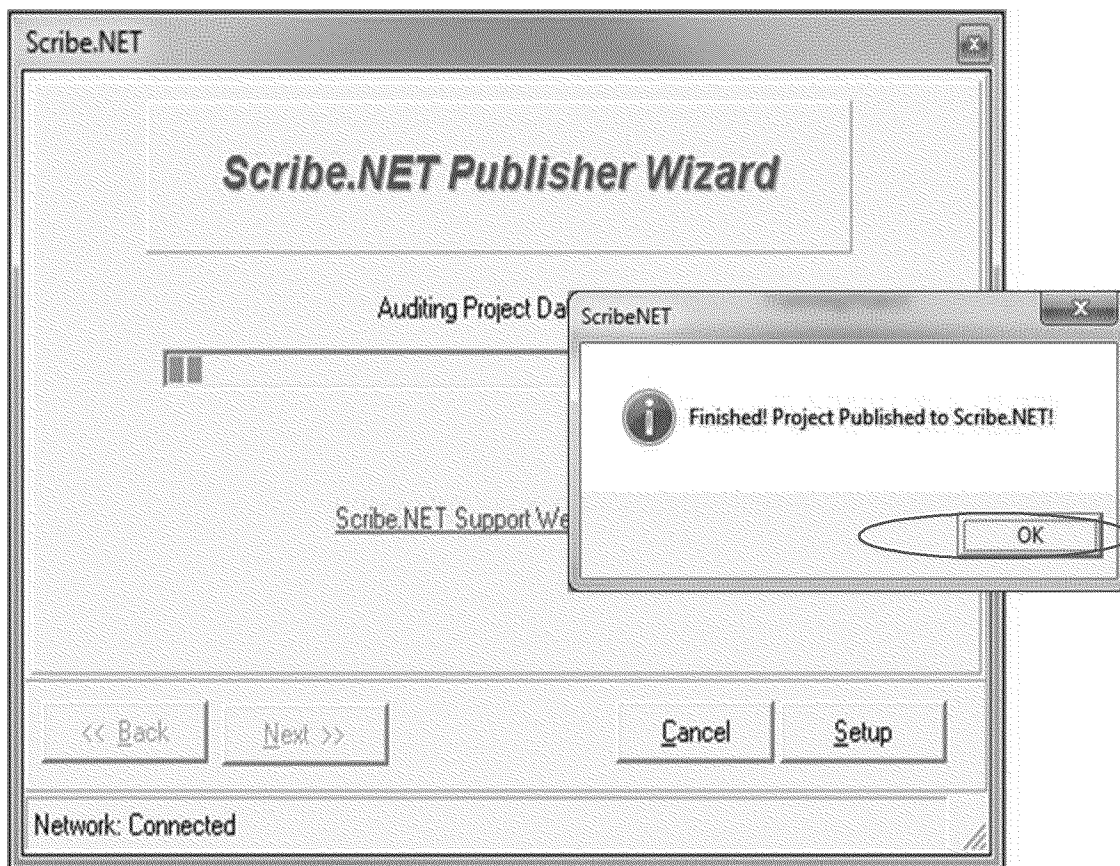 Scribe.NET
Scribe.NET Publisher Wizard
Auditing Project Da
ScribeNET
Finished! Project Published to Scribe.NET!
Scribe.NET Support We
OK
<< Back
Next >>
Cancel
Setup
Network: Connected